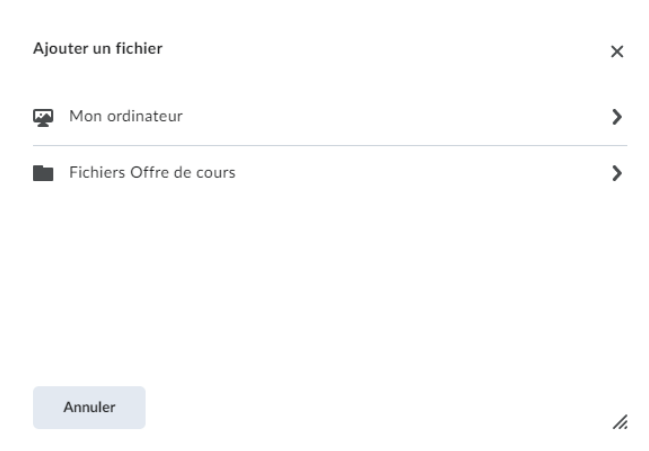 Ajouter un fichier
Mon ordinateur
Fichiers Offre de cours
Annuler